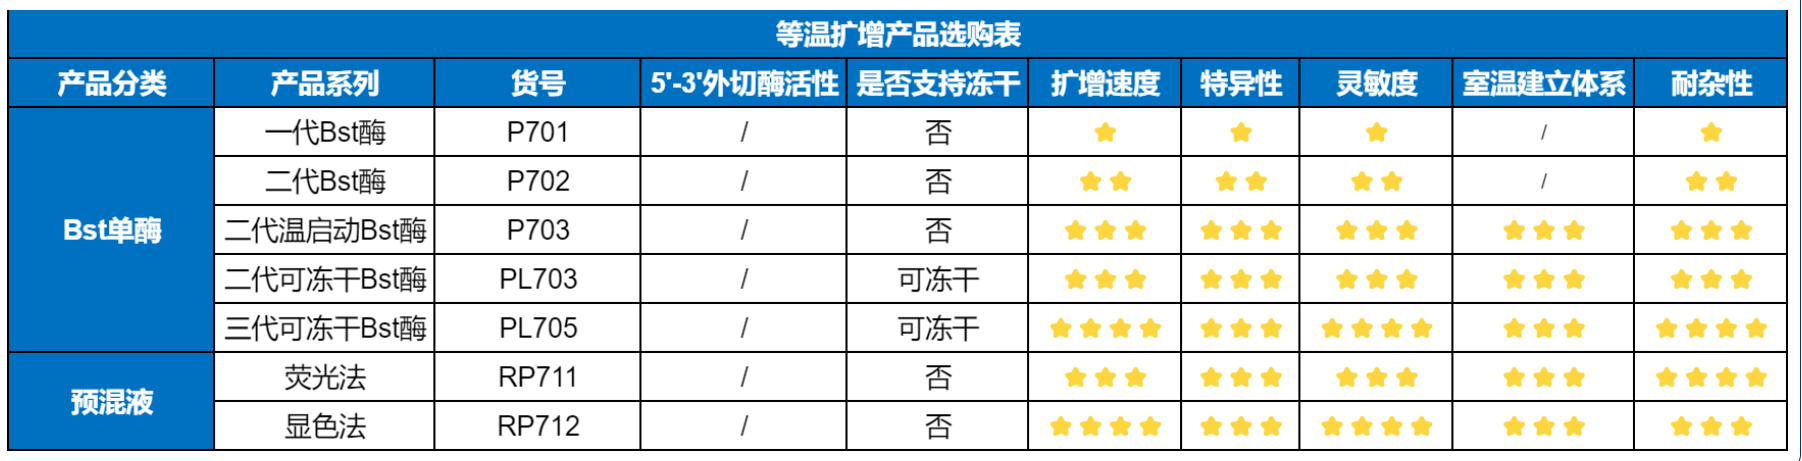 等温扩增产品选购表
产品分类 产品系列 货号 5'-3'外切酶活性 是否支持冻干 扩增速度 特异性 灵敏度 室温建立体系 耐杂性
Bst单酶 一代Bst酶 P701 / 否 ★ ★ ★ / ★
二代Bst酶 P702 / 否 ★★ ★★ ★★ / ★★
二代温启动Bst酶 P703 / 否 ★★★ ★★★ ★★★ ★★★ ★★★
二代可冻干Bst酶 PL703 / 可冻干 ★★★ ★★★ ★★★ ★★★ ★★★
三代可冻干Bst酶 PL705 / 可冻干 ★★★★ ★★★ ★★★★ ★★★ ★★★★
预混液 荧光法 RP711 / 否 ★★★ ★★★ ★★★ ★★★ ★★★★
显色法 RP712 / 否 ★★★★ ★★★ ★★★★ ★★★ ★★★